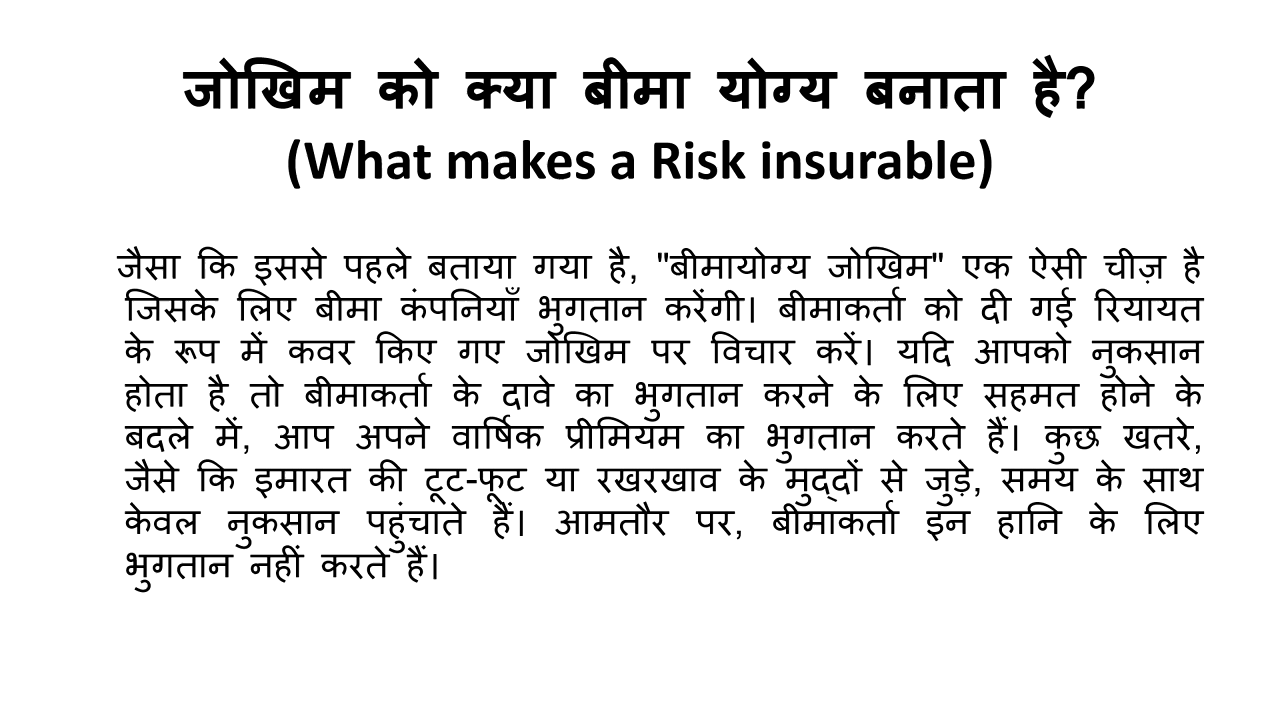 जोखिम को क्या बीमा योग्य बनाता है?
(What makes a Risk insurable)
जैसा कि इससे पहले बताया गया है, "बीमायोग्य जोखिम" एक ऐसी चीज़ है
जिसके लिए बीमा कंपनियाँ भुगतान करेंगी। बीमाकर्ता को दी गई रियायत
के रूप में कवर किए गए जोखिम पर विचार करें। यदि आपको नुकसान
होता है तो बीमाकर्ता के दावे का भुगतान करने के लिए सहमत होने के
बदले में, आप अपने वार्षिक प्रीमियम का भुगतान करते हैं। कुछ खतरे,
जैसे कि इमारत की टूट-फूट या रखरखाव के मुद्दों से जुड़े, समय के साथ
केवल नुकसान पहुंचाते हैं। आमतौर पर, बीमाकर्ता इन हानि के लिए
भुगतान नहीं करते हैं।